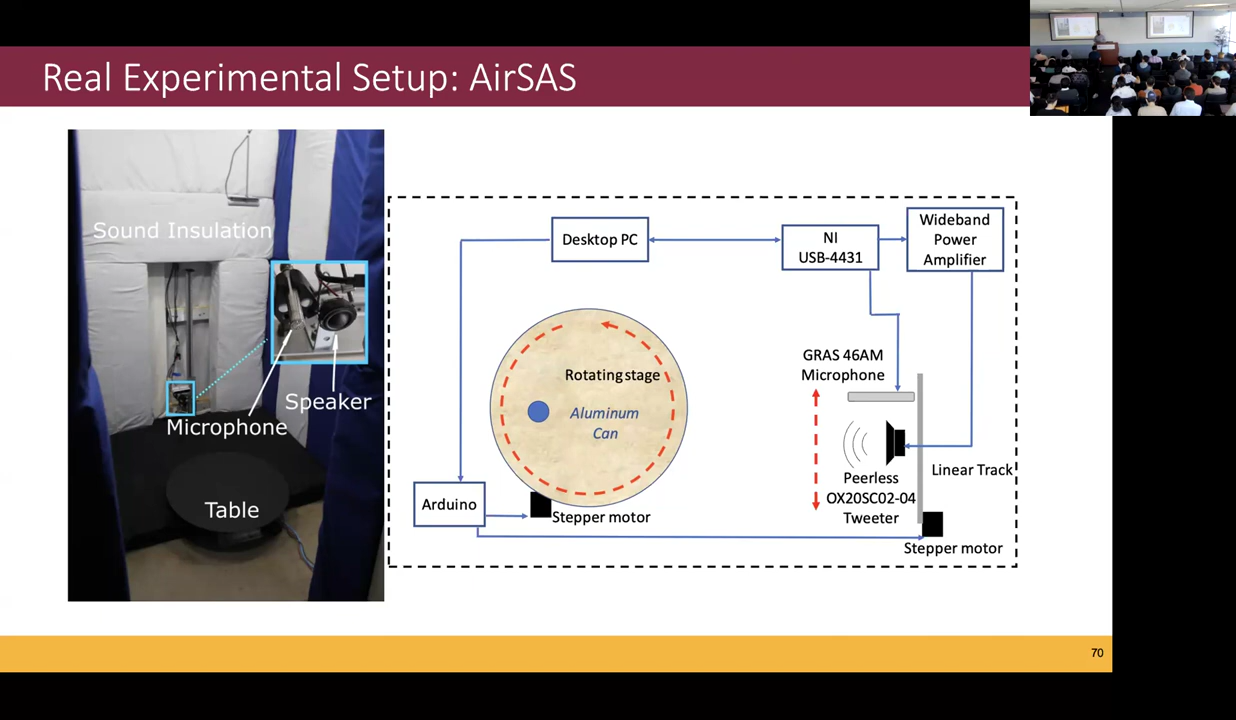 Real Experimental Setup: AirSAS
Sound Insulation
Speaker
Microphone
Table
Desktop PC
NI
USB-4431
Wideband
Power
Amplifier
GRAS 46AM
Microphone
Rotating stage
Aluminum
Can
Linear Track
Peerless
OX20SC02-04
Tweeter
Arduino
Stepper motor
Stepper motor
70